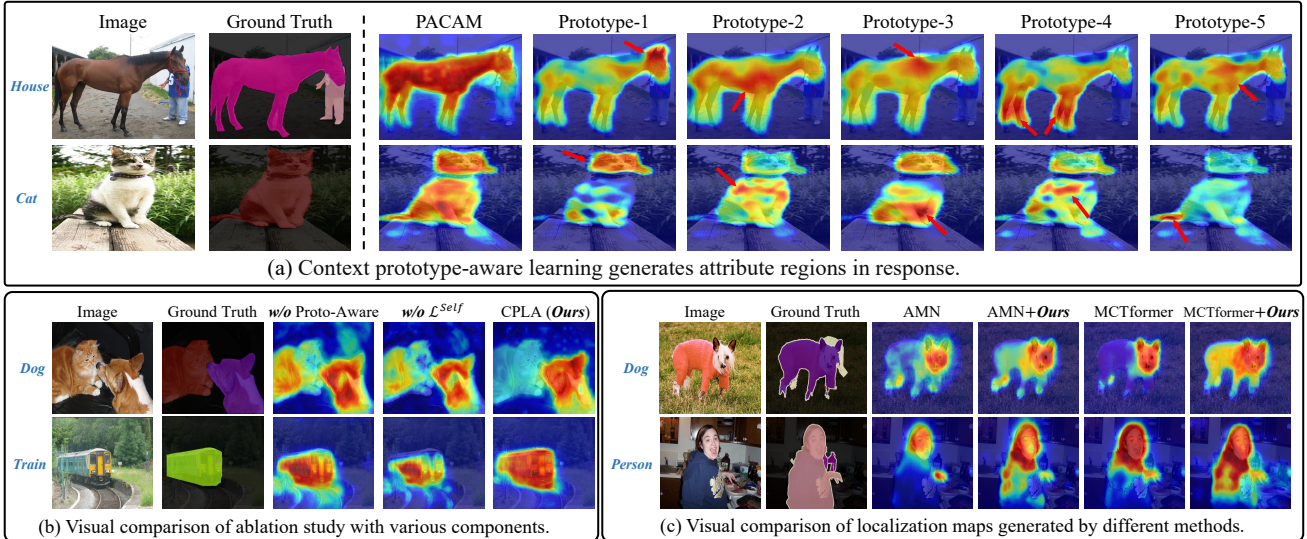 Image Ground Truth PACAM Prototype-1 Prototype-2 Prototype-3 Prototype-4 Prototype-5
House
Cat
(a) Context prototype-aware learning generates attribute regions in response.
Image Ground Truth w/o Proto-Aware w/o ℒ^Self CPLA (Ours)
Dog
Train
(b) Visual comparison of ablation study with various components.
Image Ground Truth AMN AMN+Ours MCTformer MCTformer+Ours
Dog
Person
(c) Visual comparison of localization maps generated by different methods.